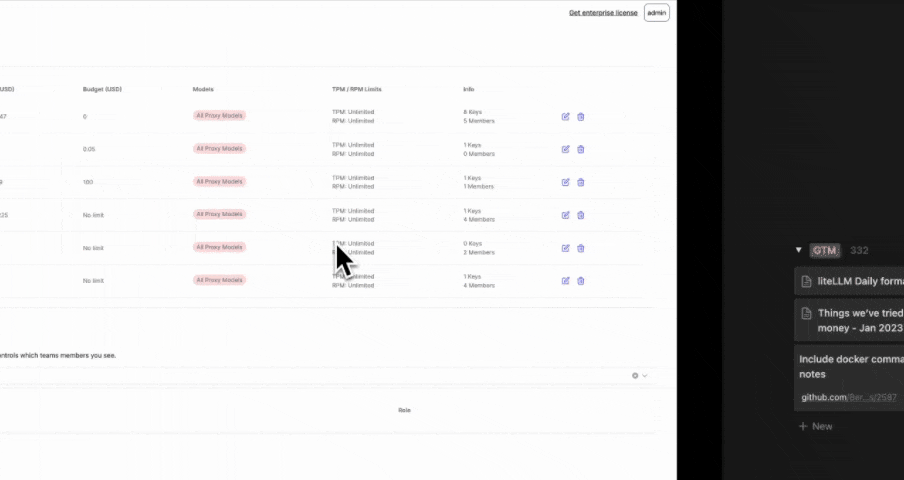 Get enterprise license admin
USD) Budget (USD) Models TPM / RPM Limits Info
47 0 All Proxy Models TPM: Unlimited 8 Keys
RPM: Unlimited 5 Members
0.05 All Proxy Models TPM: Unlimited 1 Keys
RPM: Unlimited 0 Members
9 100 All Proxy Models TPM: Unlimited 1 Keys
RPM: Unlimited 1 Members
No limit All Proxy Models TPM: Unlimited 1 Keys
RPM: Unlimited 4 Members
No limit All Proxy Models TPM: Unlimited 0 Keys
Unlimited 2 Members
No limit All Proxy Models TPM: Unlimited 1 Keys
RPM: Unlimited 4 Members
ontrols which teams members you see.
Role
GTM 332
liteLLM Daily forma
Things we've tried
money - Jan 2023
Include docker comma
notes
github.com/Ber...s/2587
+ New